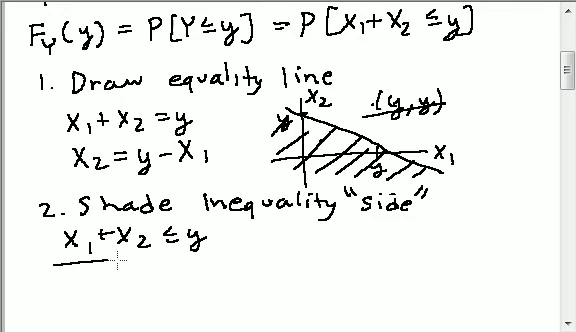 F_Y(y) = P[Y≤y] = P[X₁+X₂ ≤y]
1. Draw equality line
X₁+X₂=y
X₂=y-X₁
X₂
(y,y)
y
X₁
y
2. Shade inequality "side"
X₁+X₂≤y